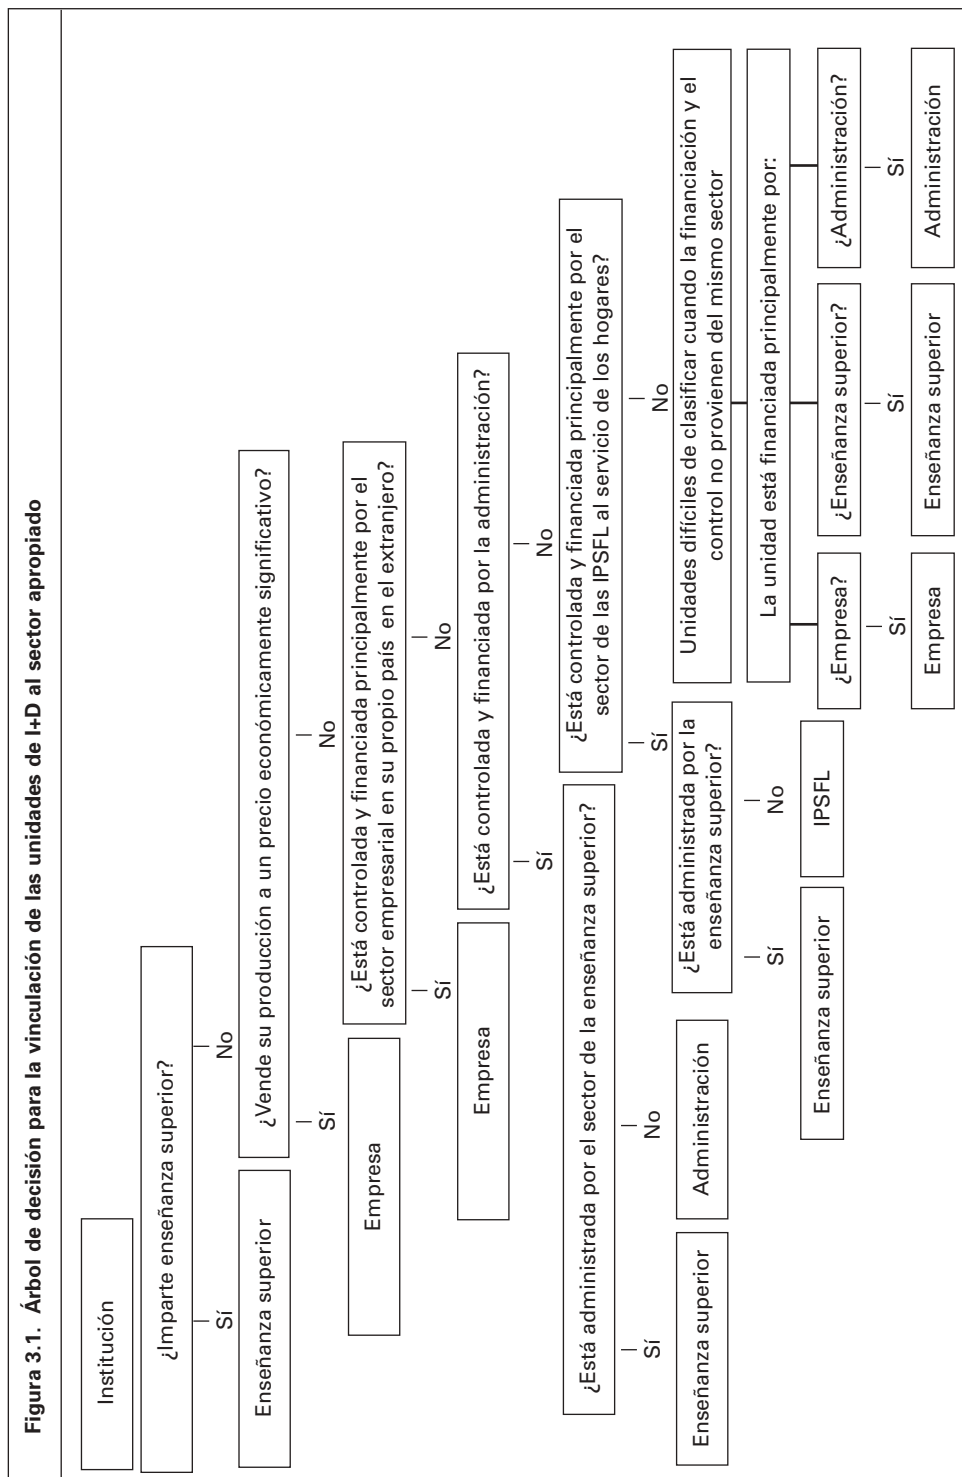 Figura 3.1. Árbol de decisión para la vinculación de las unidades de I+D al sector apropiado
Institución
¿Imparte enseñanza superior?
Sí
No
Enseñanza superior
¿Vende su producción a un precio económicamente significativo?
Sí
No
Empresa
¿Está controlada y financiada principalmente por el
sector empresarial en su propio país en el extranjero?
Sí
No
Empresa
¿Está controlada y financiada por la administración?
Sí
No
¿Está administrada por el sector de la enseñanza superior?
Sí
No
Enseñanza superior
Administración
¿Está controlada y financiada principalmente por el
sector de las IPSFL al servicio de los hogares?
Sí
No
¿Está administrada por la
enseñanza superior?
Sí
No
Enseñanza superior
IPSFL
Unidades difíciles de clasificar cuando la financiación y el
control no provienen del mismo sector
La unidad está financiada principalmente por:
¿Empresa?
¿Enseñanza superior?
¿Administración?
Sí
Sí
Sí
Empresa
Enseñanza superior
Administración